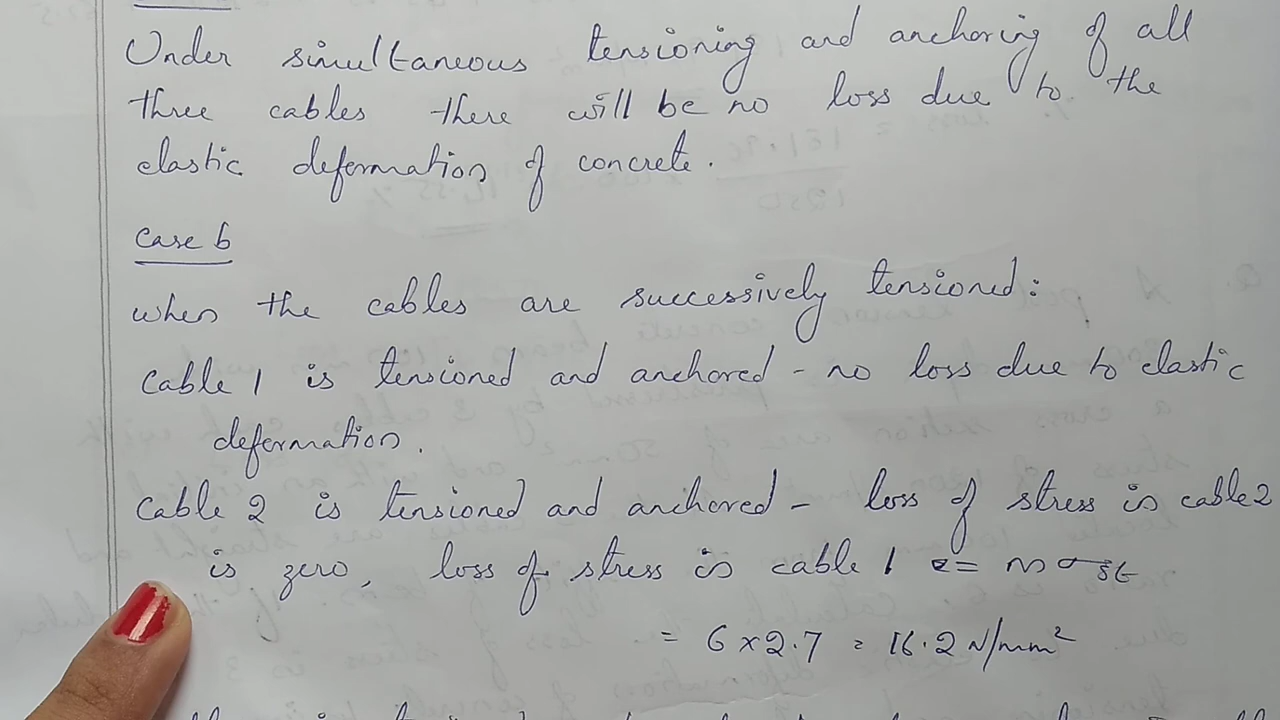 Under simultaneous tensioning and anchoring of all
three cables there will be no loss due to the
elastic deformation of concrete.
Case b
when the cables are successively tensioned:
Cable 1 is tensioned and anchored - no loss due to elastic
deformation.
Cable 2 is tensioned and anchored - loss of stress in cable 2
is zero, loss of stress in cable 1 = m σst
= 6 × 2.7 = 16.2 N/mm²